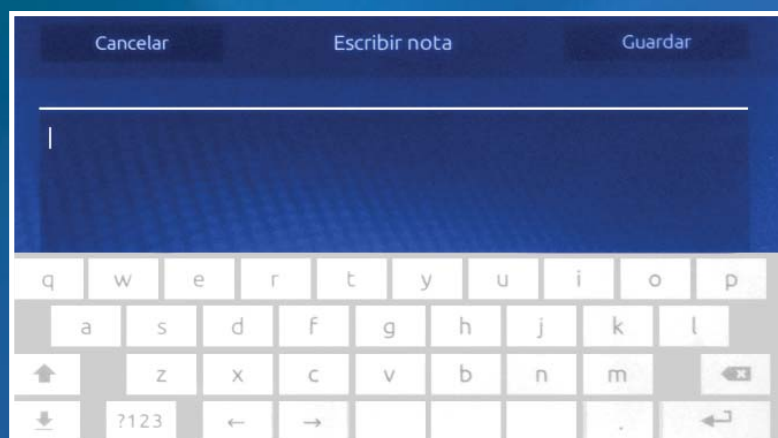 Cancelar Escribir nota Guardar
q w e r t y u i o p
a s d f g h j k l
z x c v b n m
?123 ← → .